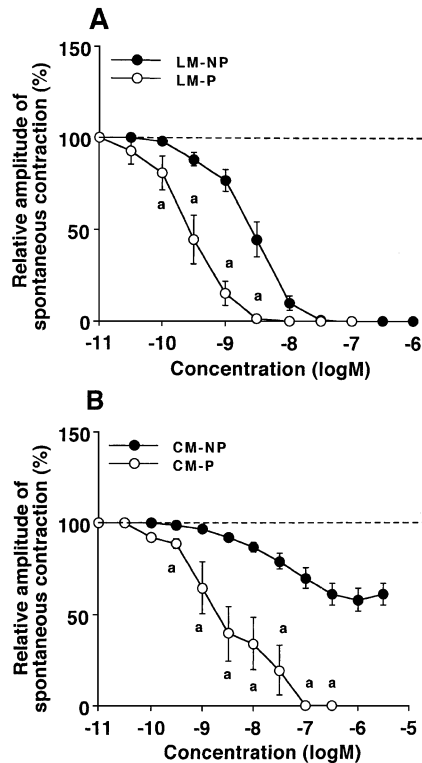 A
150
100
50
0
LM-NP
LM-P
a
a
a
a
Relative amplitude of
spontaneous contraction (%)
-11 -10 -9 -8 -7 -6
Concentration (logM)
B
150
100
50
0
CM-NP
CM-P
a
a
a
a
a
a
a
Relative amplitude of
spontaneous contraction (%)
-11 -10 -9 -8 -7 -6 -5
Concentration (logM)